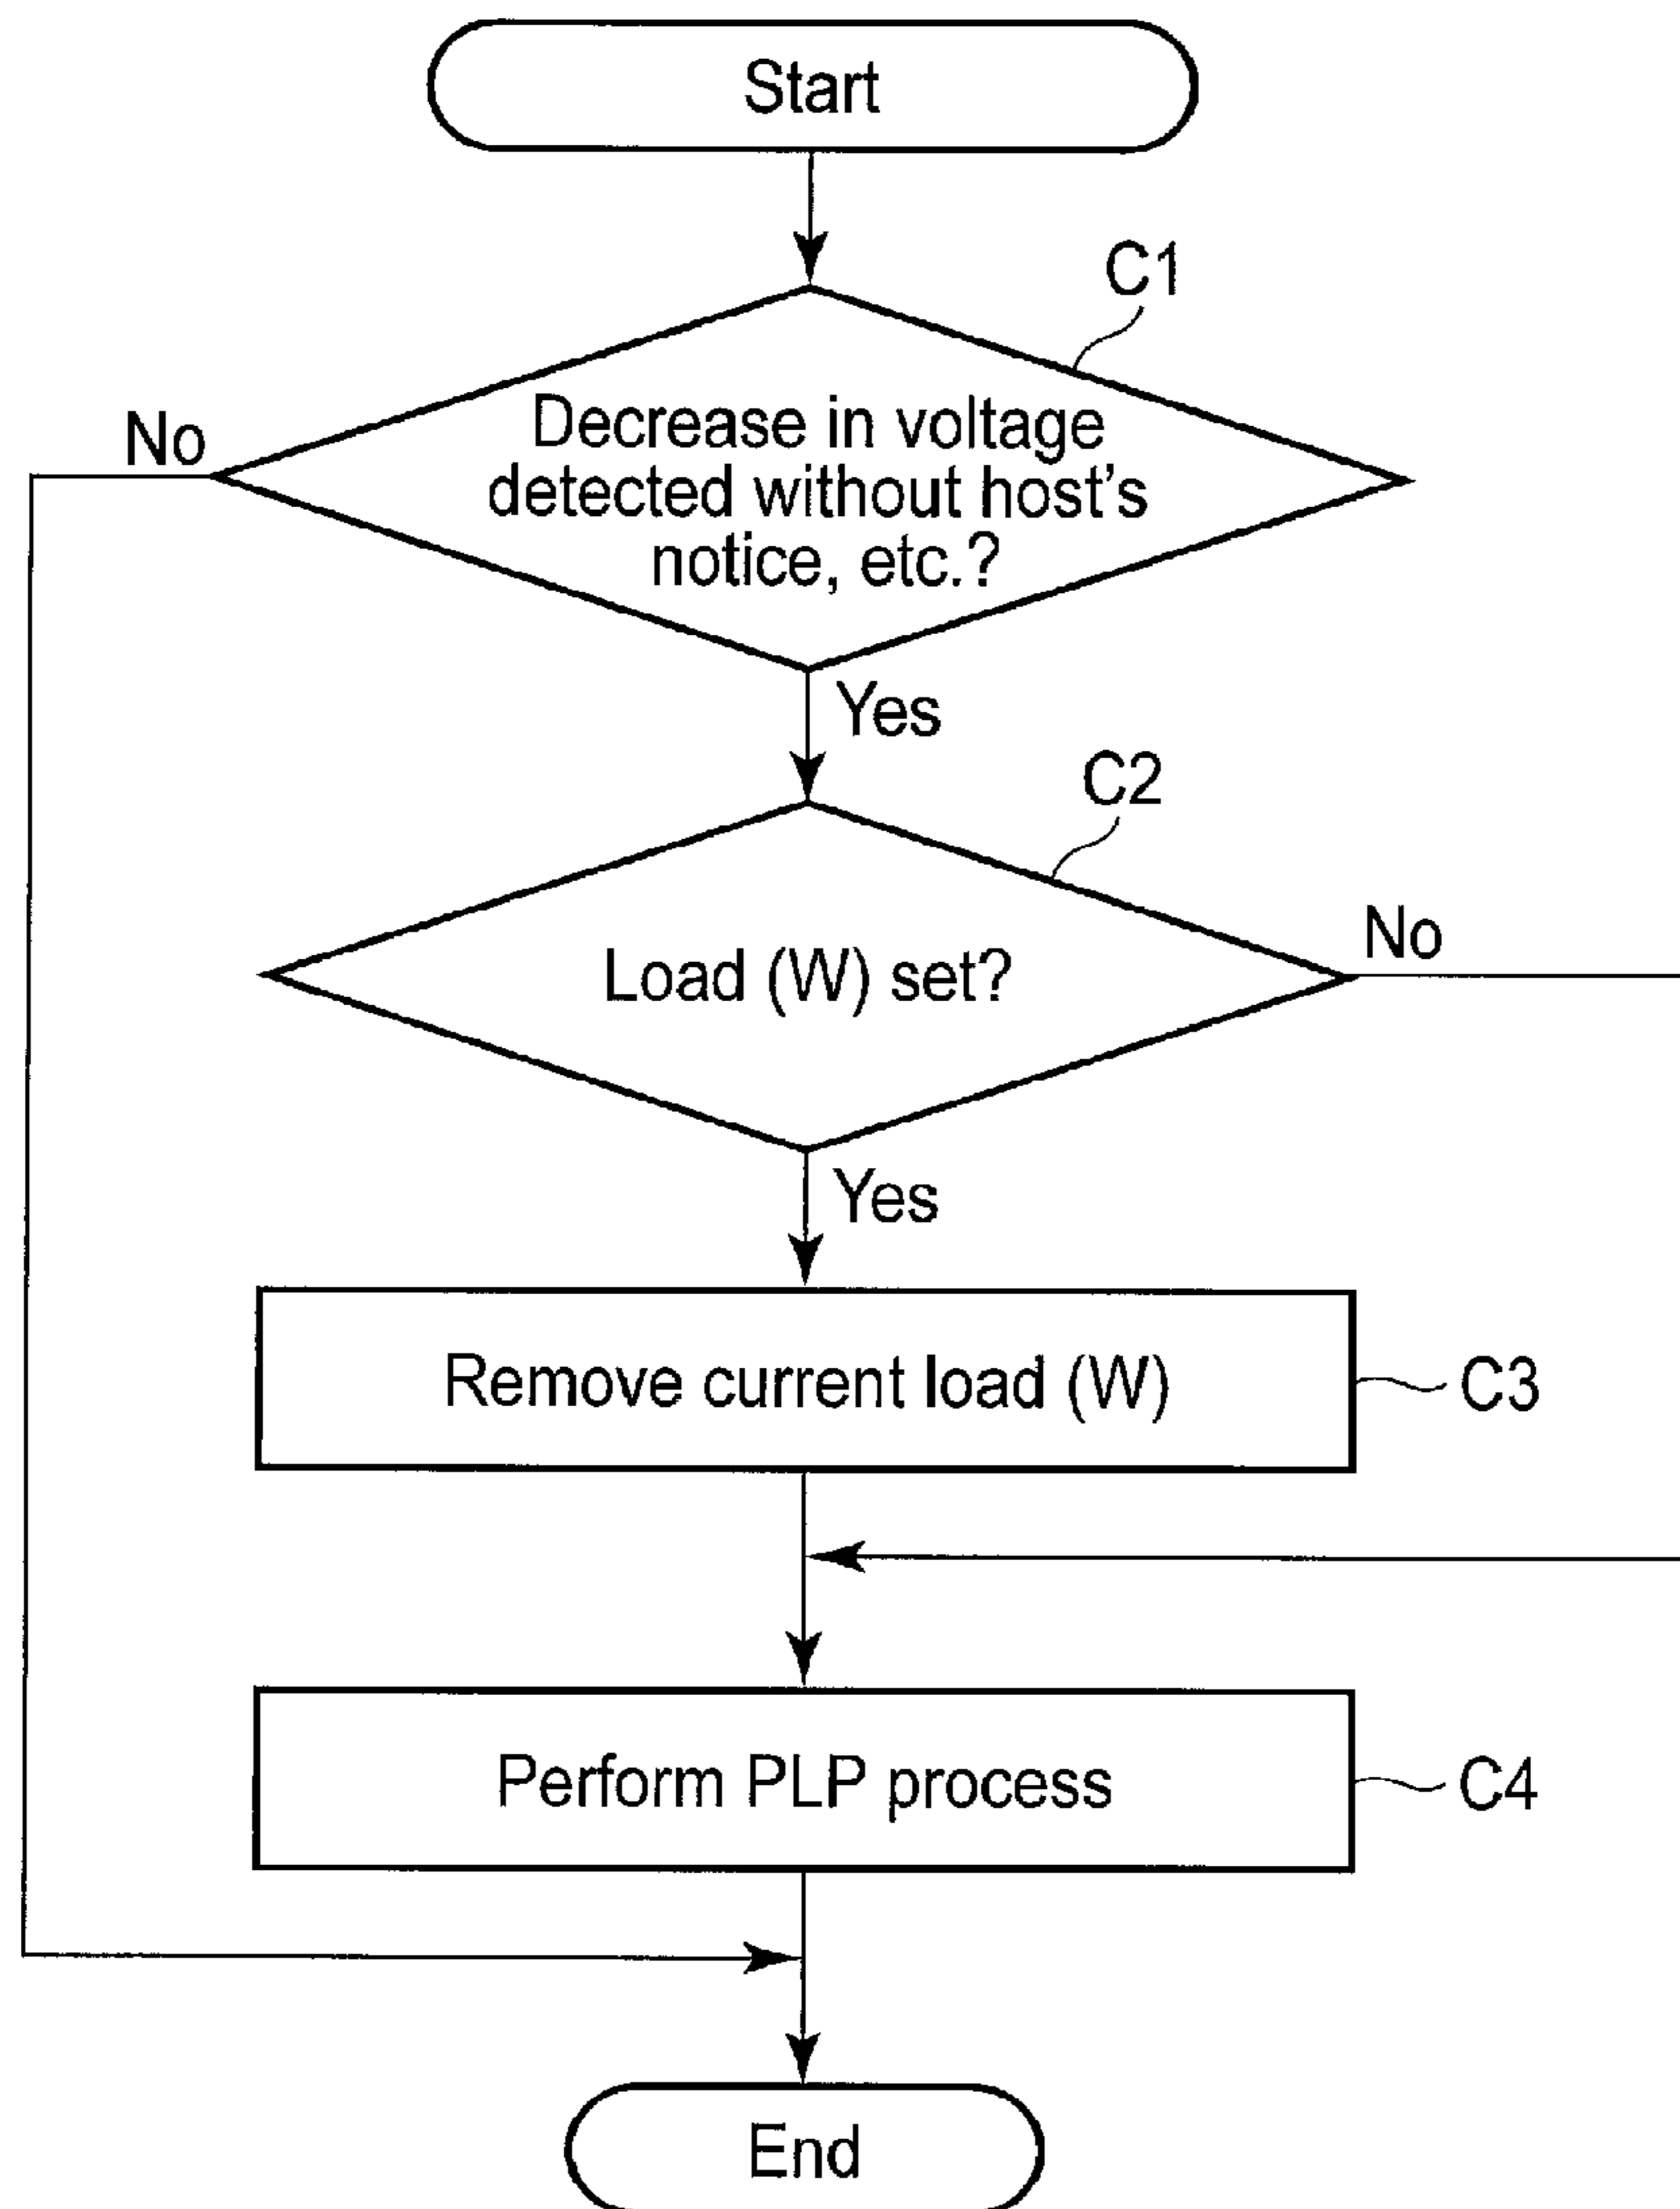 Start
C1
No
Decrease in voltage
detected without host's
notice, etc.?
Yes
C2
No
Load (W) set?
Yes
Remove current load (W)
C3
Perform PLP process
C4
End